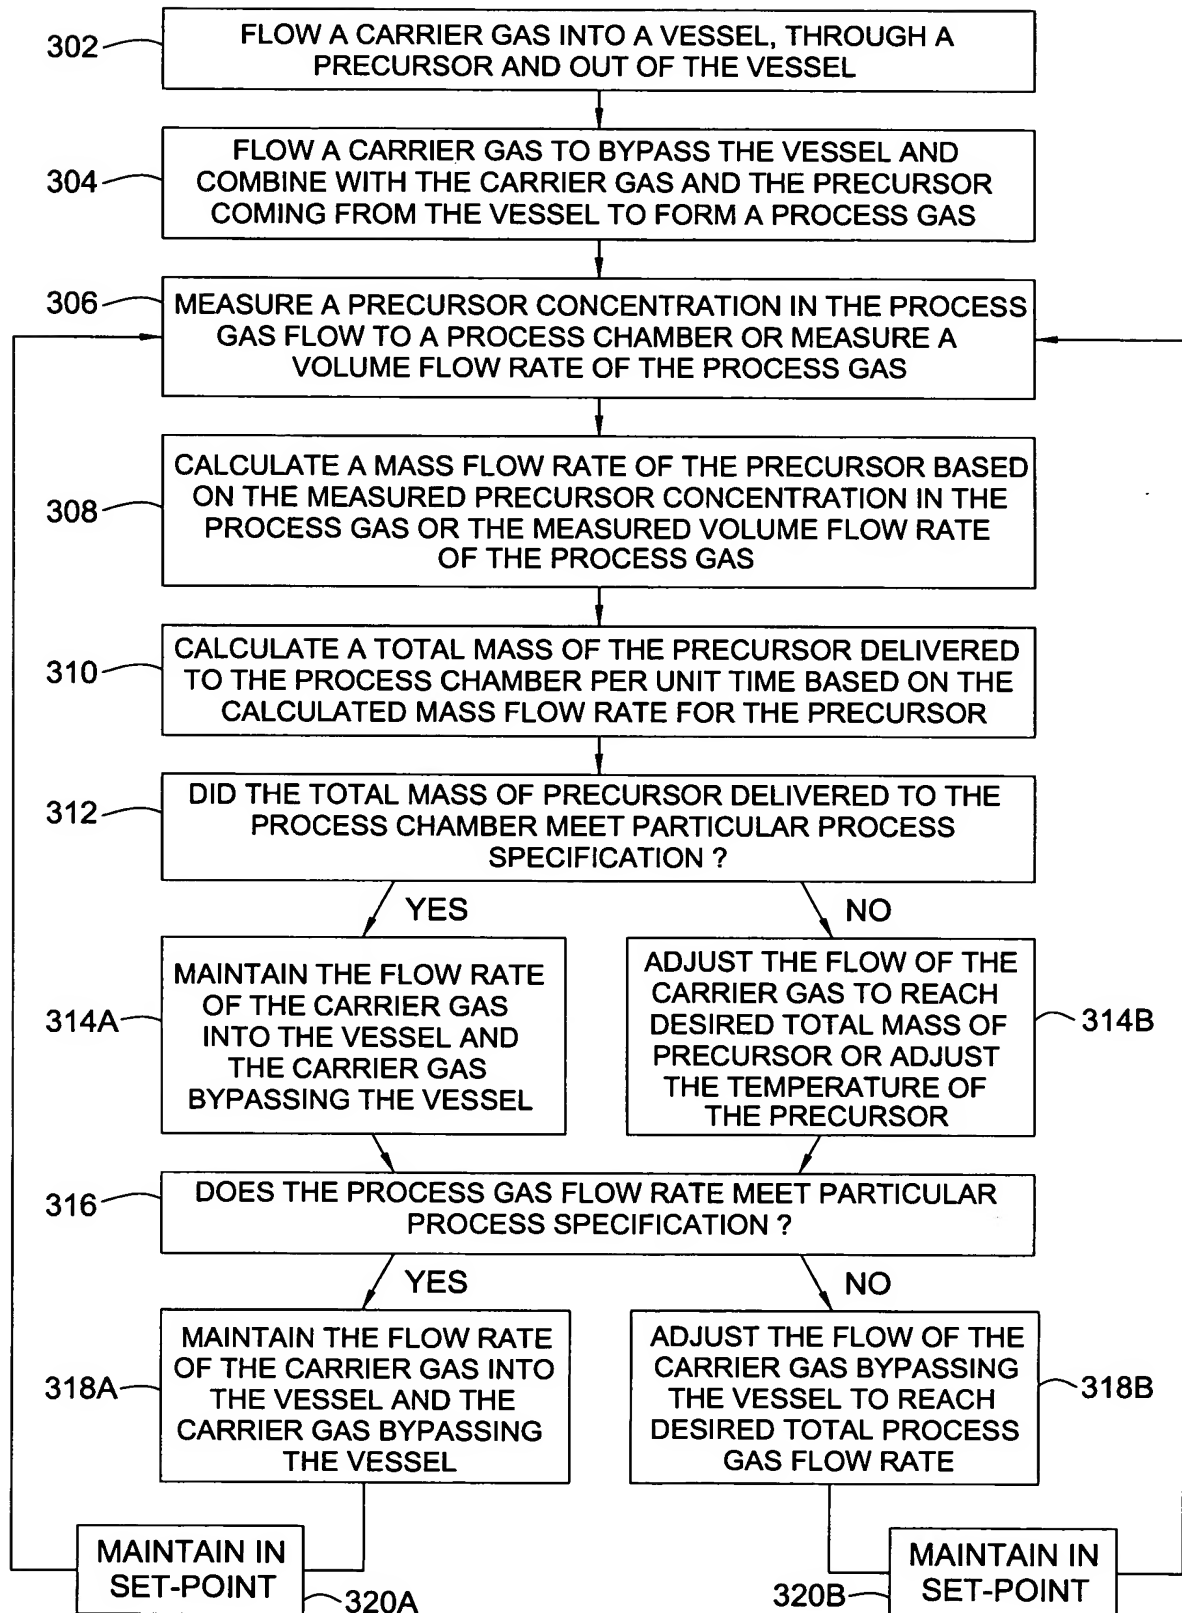 302
FLOW A CARRIER GAS INTO A VESSEL, THROUGH A
PRECURSOR AND OUT OF THE VESSEL
304
FLOW A CARRIER GAS TO BYPASS THE VESSEL AND
COMBINE WITH THE CARRIER GAS AND THE PRECURSOR
COMING FROM THE VESSEL TO FORM A PROCESS GAS
306
MEASURE A PRECURSOR CONCENTRATION IN THE PROCESS
GAS FLOW TO A PROCESS CHAMBER OR MEASURE A
VOLUME FLOW RATE OF THE PROCESS GAS
308
CALCULATE A MASS FLOW RATE OF THE PRECURSOR BASED
ON THE MEASURED PRECURSOR CONCENTRATION IN THE
PROCESS GAS OR THE MEASURED VOLUME FLOW RATE
OF THE PROCESS GAS
310
CALCULATE A TOTAL MASS OF THE PRECURSOR DELIVERED
TO THE PROCESS CHAMBER PER UNIT TIME BASED ON THE
CALCULATED MASS FLOW RATE FOR THE PRECURSOR
312
DID THE TOTAL MASS OF PRECURSOR DELIVERED TO THE
PROCESS CHAMBER MEET PARTICULAR PROCESS
SPECIFICATION ?
YES
NO
314A
MAINTAIN THE FLOW RATE
OF THE CARRIER GAS
INTO THE VESSEL AND
THE CARRIER GAS
BYPASSING THE VESSEL
ADJUST THE FLOW OF THE
CARRIER GAS TO REACH
DESIRED TOTAL MASS OF
PRECURSOR OR ADJUST
THE TEMPERATURE OF
THE PRECURSOR
314B
316
DOES THE PROCESS GAS FLOW RATE MEET PARTICULAR
PROCESS SPECIFICATION ?
YES
NO
318A
MAINTAIN THE FLOW RATE
OF THE CARRIER GAS INTO
THE VESSEL AND THE
CARRIER GAS BYPASSING
THE VESSEL
ADJUST THE FLOW OF THE
CARRIER GAS BYPASSING
THE VESSEL TO REACH
DESIRED TOTAL PROCESS
GAS FLOW RATE
318B
MAINTAIN IN
SET-POINT
320A
MAINTAIN IN
SET-POINT
320B